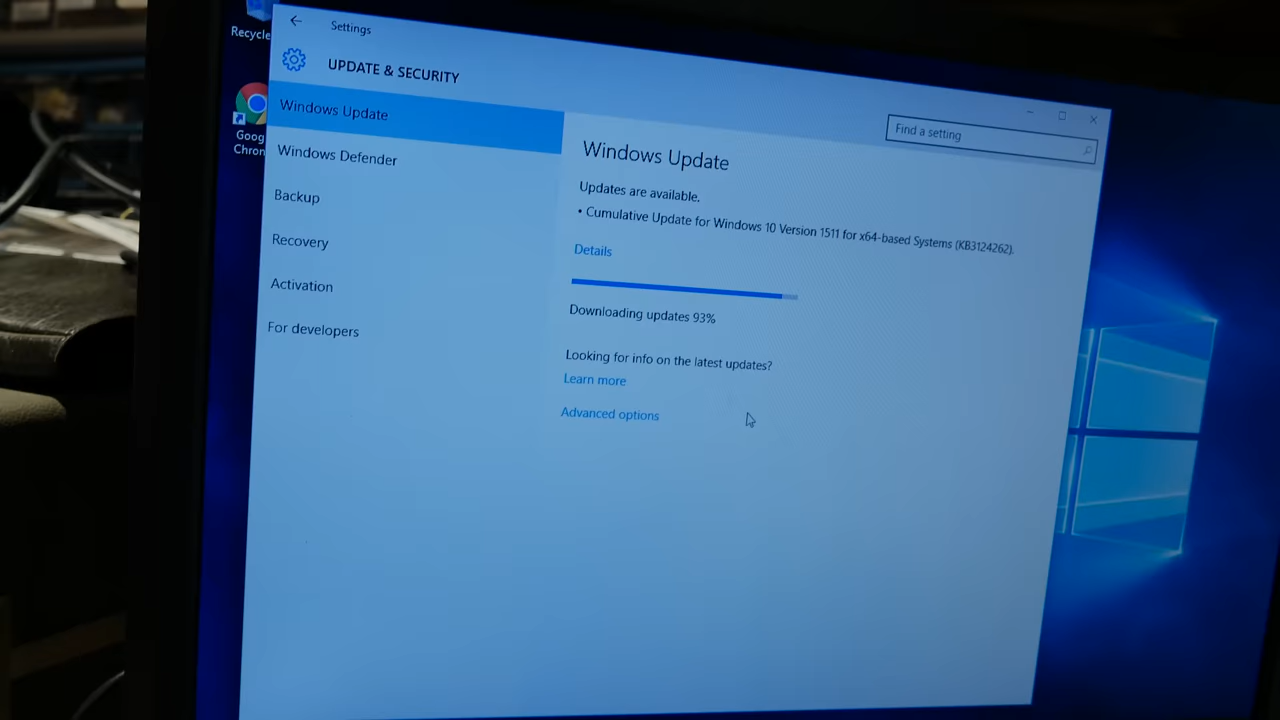 Recycle
Goog
Chron
Settings
UPDATE & SECURITY
Find a setting
Windows Update
Windows Defender
Backup
Recovery
Activation
For developers
Windows Update
Updates are available.
• Cumulative Update for Windows 10 Version 1511 for x64-based Systems (KB3124262).
Details
Downloading updates 93%
Looking for info on the latest updates?
Learn more
Advanced options